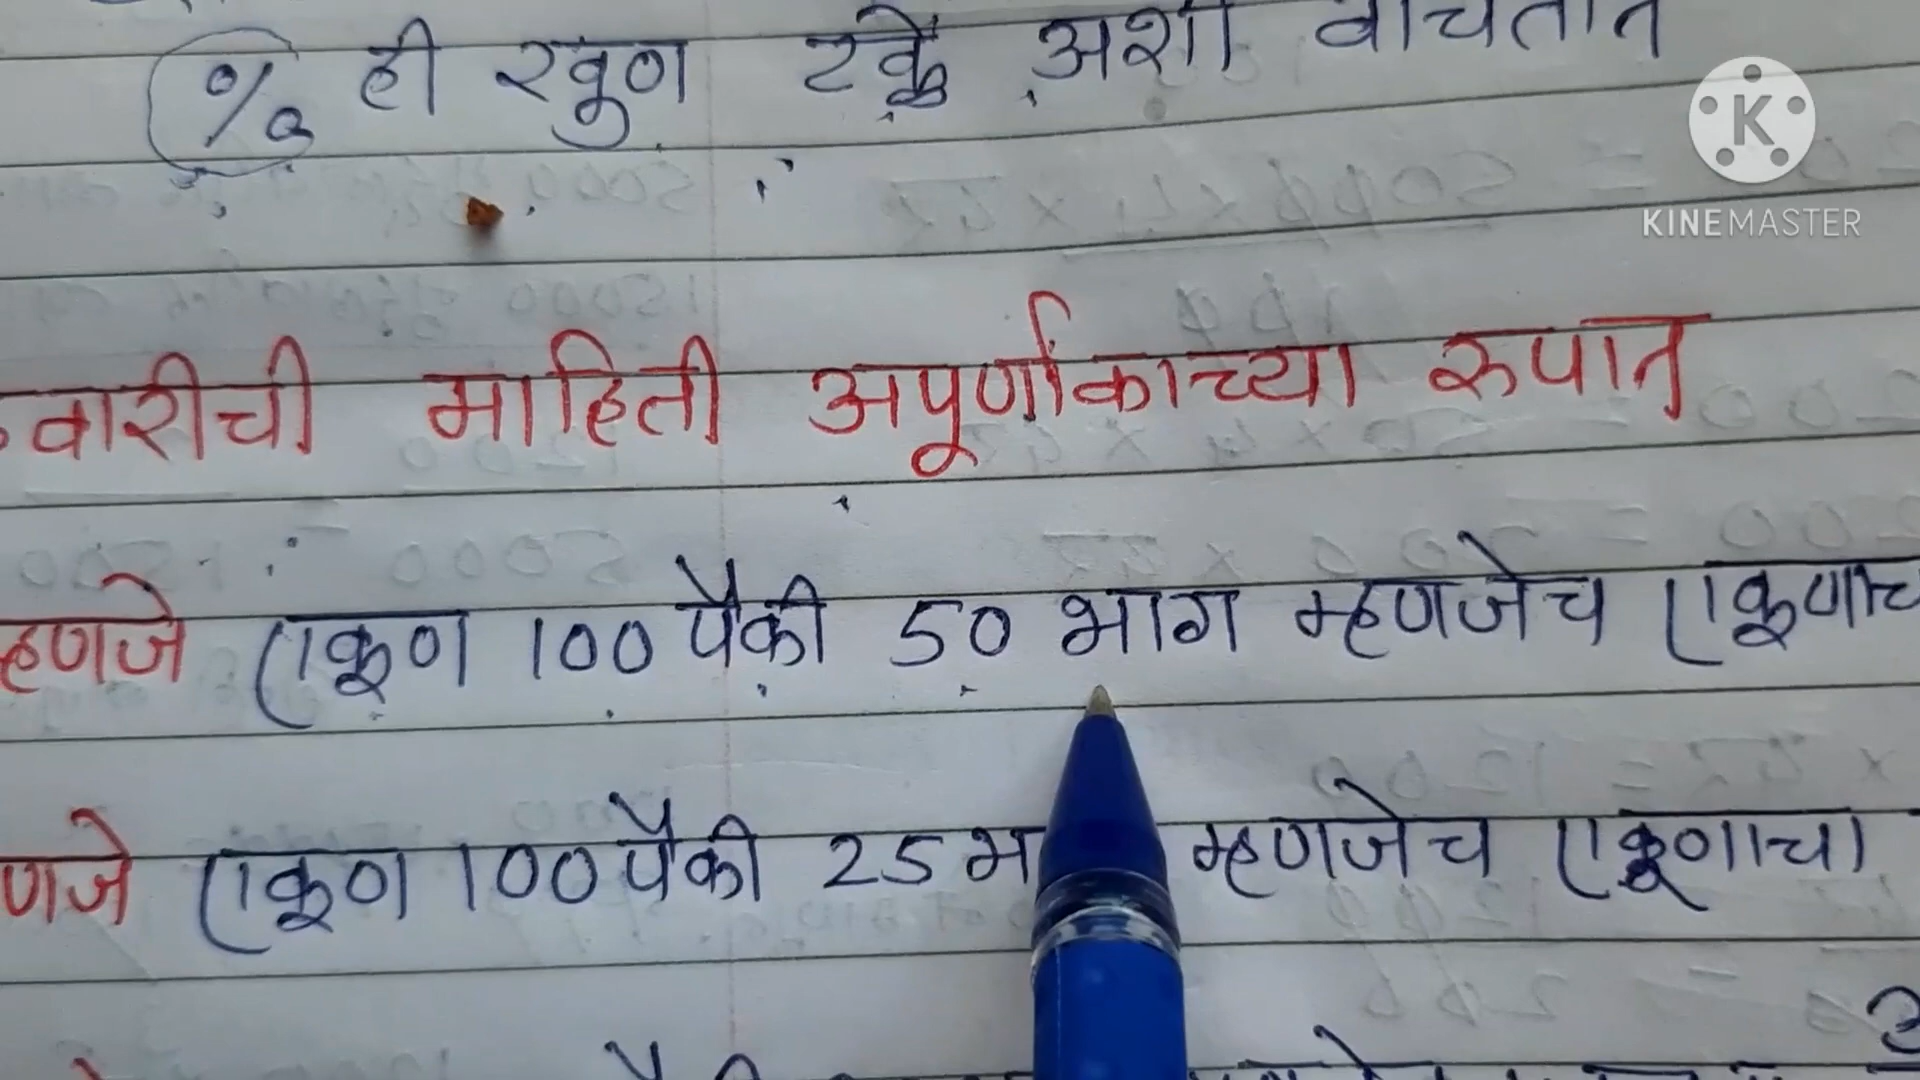 % ही खुण टक्के अशी वाचतात
K
KINEMASTER
वारीची माहिती अपूर्णांकाच्या रुपात
म्हणजे एकूण 100 पैकी 50 भाग म्हणजेच एकूणाच
णजे एकूण 100 पैकी 25 भा म्हणजेच एकूणाचा